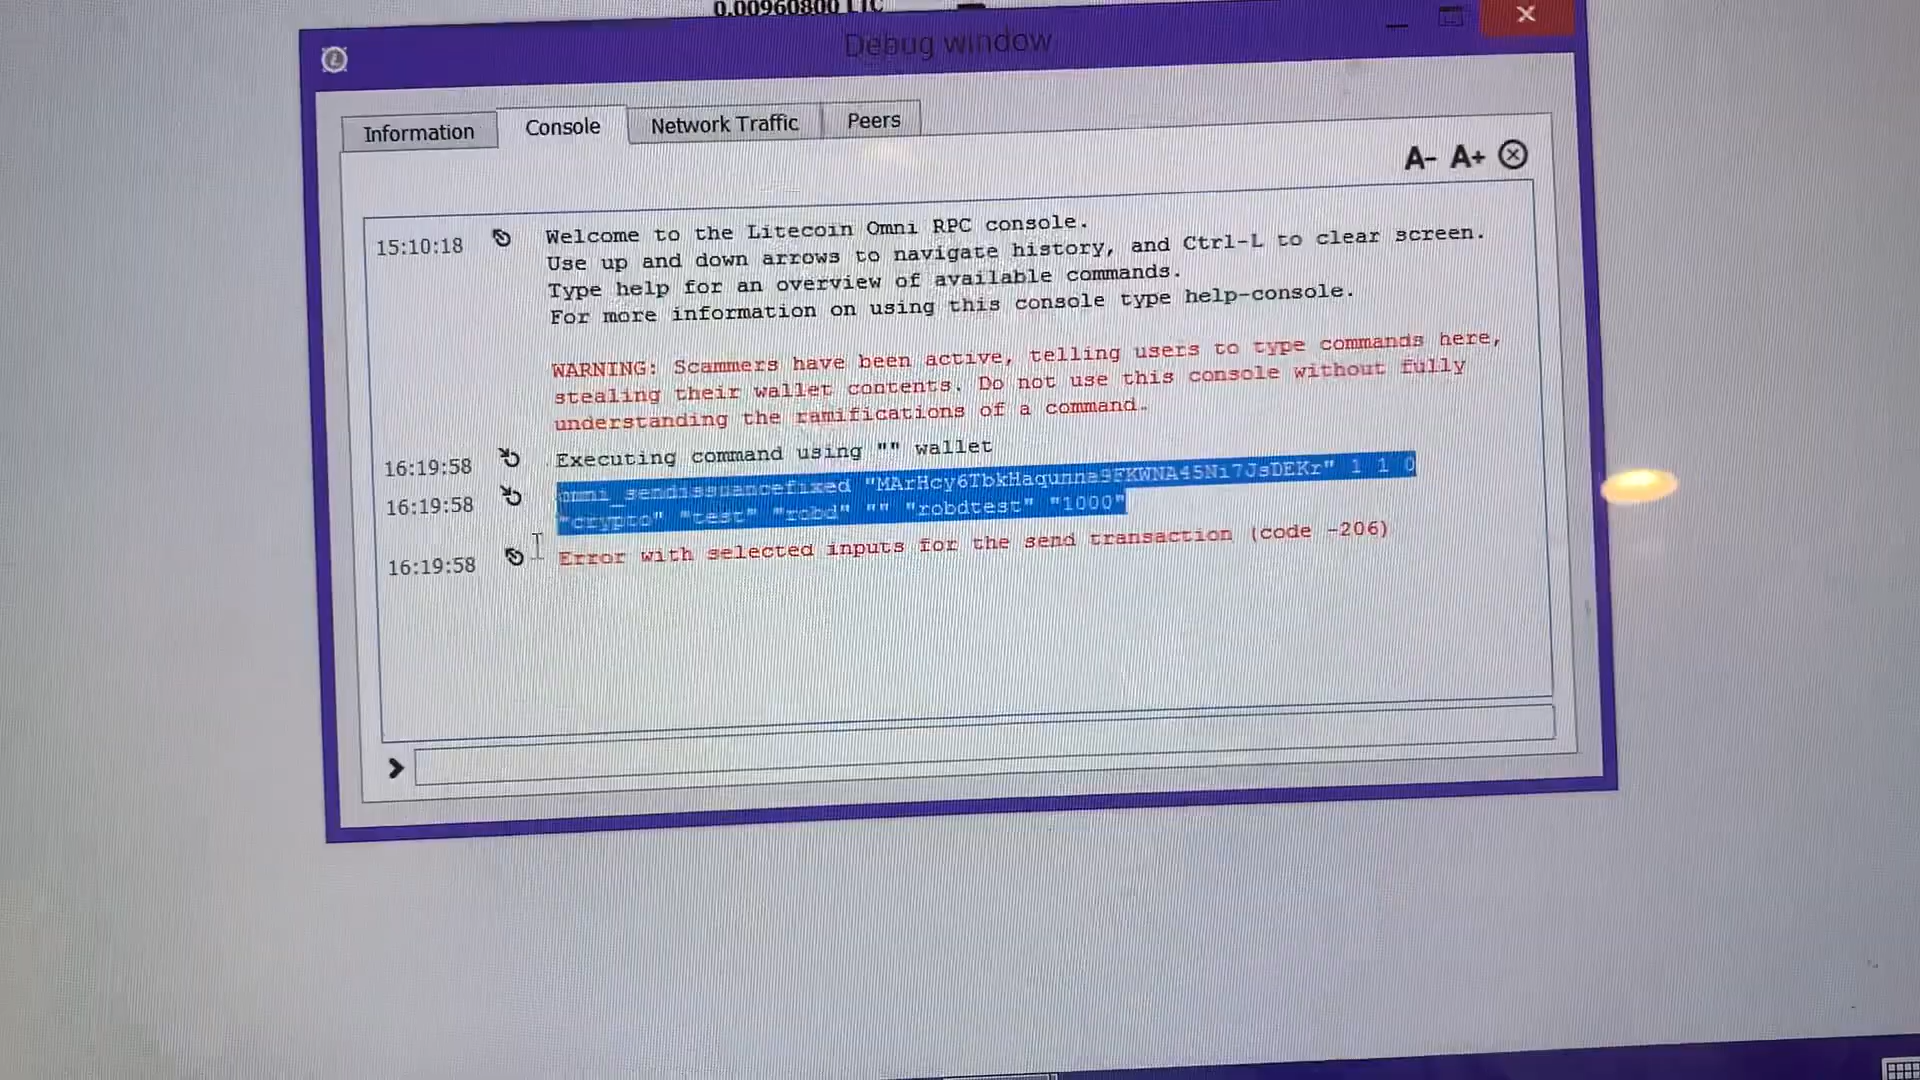 0.00960800 LTC
Debug window
Information Console Network Traffic Peers
A- A+
15:10:18 Welcome to the Litecoin Omni RPC console.
Use up and down arrows to navigate history, and Ctrl-L to clear screen.
Type help for an overview of available commands.
For more information on using this console type help-console.
WARNING: Scammers have been active, telling users to type commands here,
stealing their wallet contents. Do not use this console without fully
understanding the ramifications of a command.
16:19:58 Executing command using "" wallet
16:19:58 omni_sendissuancefixed "MArHcy6TbkHaqunna9FKWNA45Ni7JsDEKr" 1 1 0
"crypto" "test" "robd" "" "robdtest" "1000"
16:19:58 Error with selected inputs for the send transaction (code -206)